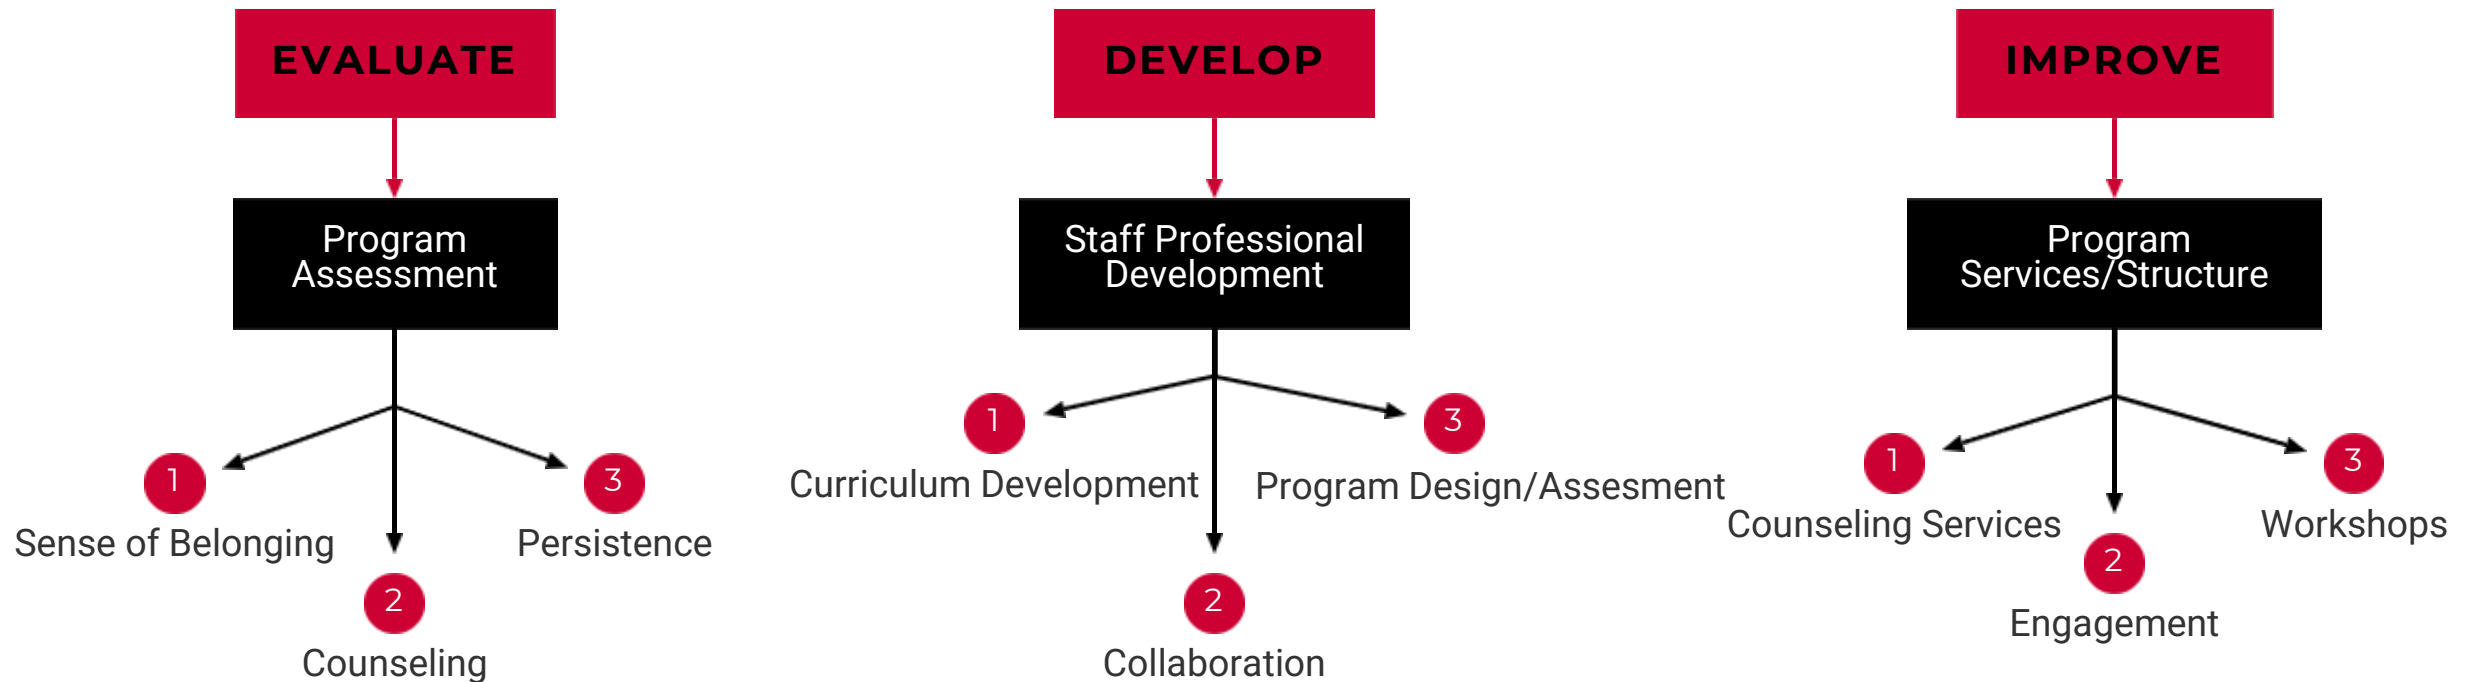 EVALUATE
Program
Assessment
1
Sense of Belonging
2
Counseling
3
Persistence
DEVELOP
Staff Professional
Development
1
Curriculum Development
2
Collaboration
3
Program Design/Assesment
IMPROVE
Program
Services/Structure
1
Counseling Services
2
Engagement
3
Workshops